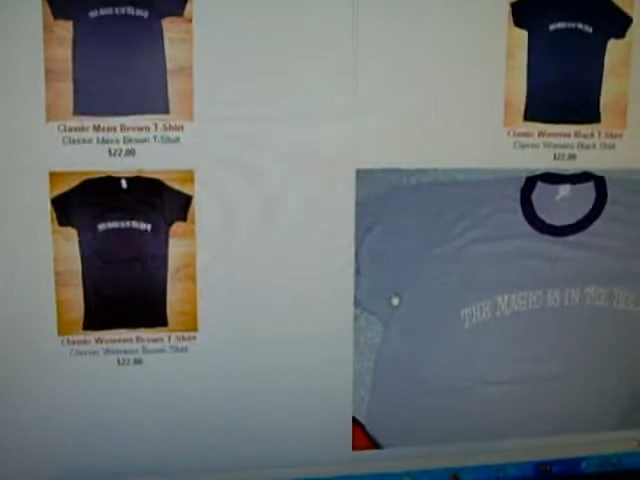 Classic Mens Brown T-Shirt
Classic Mens Brown T-Shirt
$22.00
Classic Womens Black T-Shirt
Classic Womens Black Shirt
$22.00
Classic Womens Brown T-Shirt
Classic Womens Brown Shirt
$22.00
THE MAGIC IS IN THE